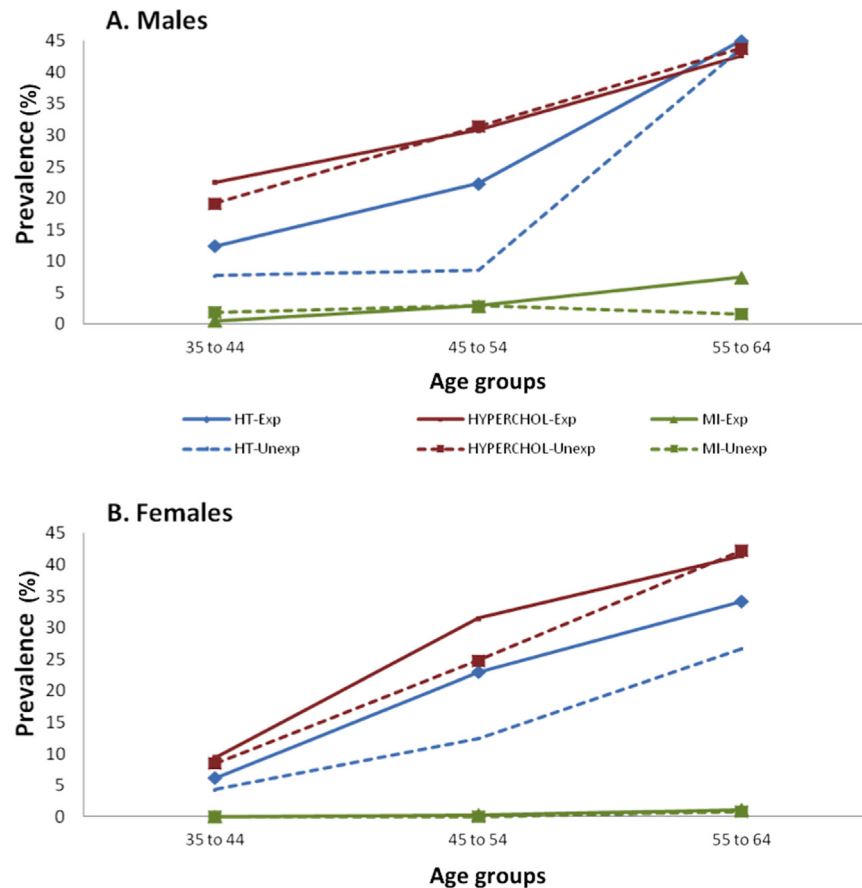 A. Males
Prevalence (%)
45
40
35
30
25
20
15
10
5
0
35 to 44
45 to 54
55 to 64
Age groups
HT-Exp
HYPERCHOL-Exp
MI-Exp
HT-Unexp
HYPERCHOL-Unexp
MI-Unexp
B. Females
Prevalence (%)
45
40
35
30
25
20
15
10
5
0
35 to 44
45 to 54
55 to 64
Age groups